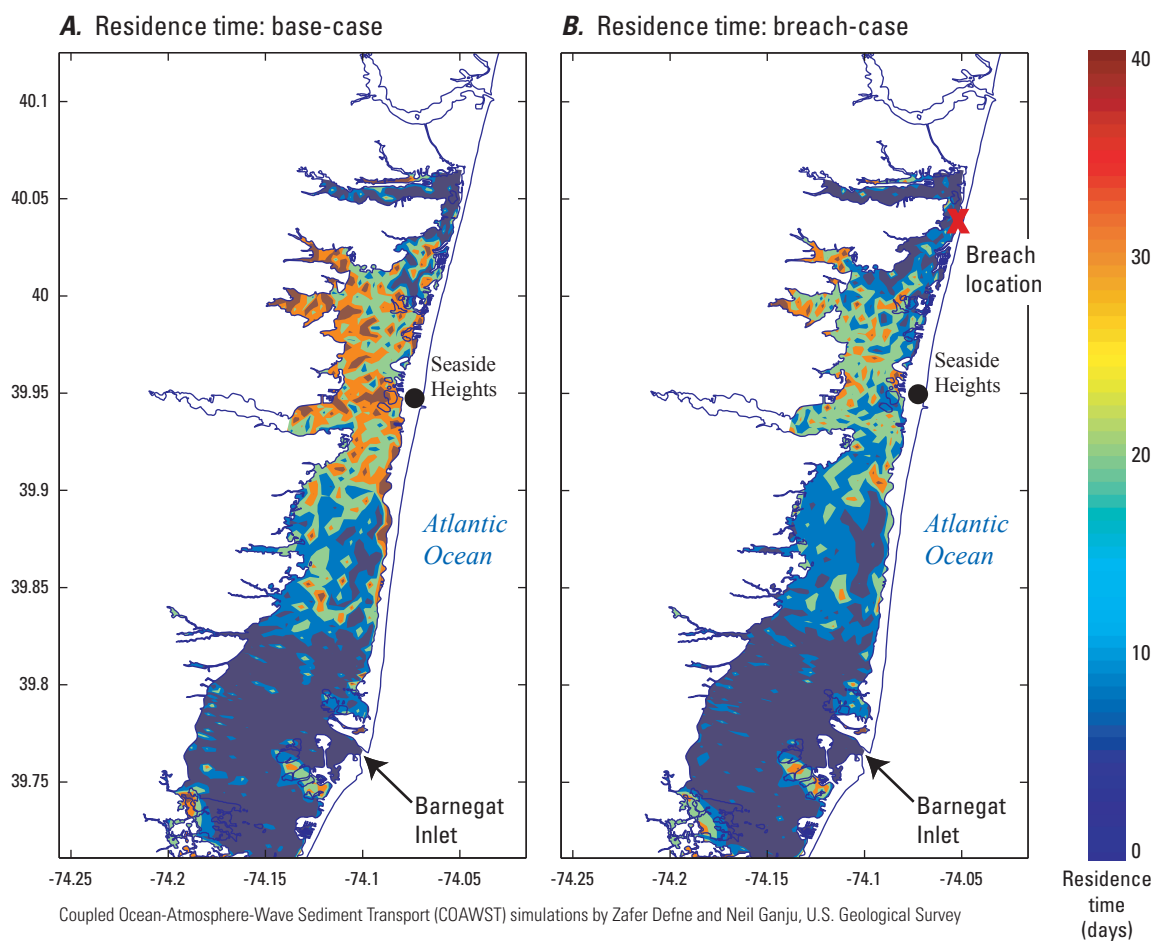 A. Residence time: base-case
B. Residence time: breach-case
40.1
40.05
40
39.95
39.9
39.85
39.8
39.75
-74.25
-74.2
-74.15
-74.1
-74.05
Seaside
Heights
Atlantic
Ocean
Barnegat
Inlet
X
Breach
location
Seaside
Heights
Atlantic
Ocean
Barnegat
Inlet
-74.25
-74.2
-74.15
-74.1
-74.05
40
30
20
10
0
Residence
time
(days)
Coupled Ocean-Atmosphere-Wave Sediment Transport (COAWST) simulations by Zafer Defne and Neil Ganju, U.S. Geological Survey